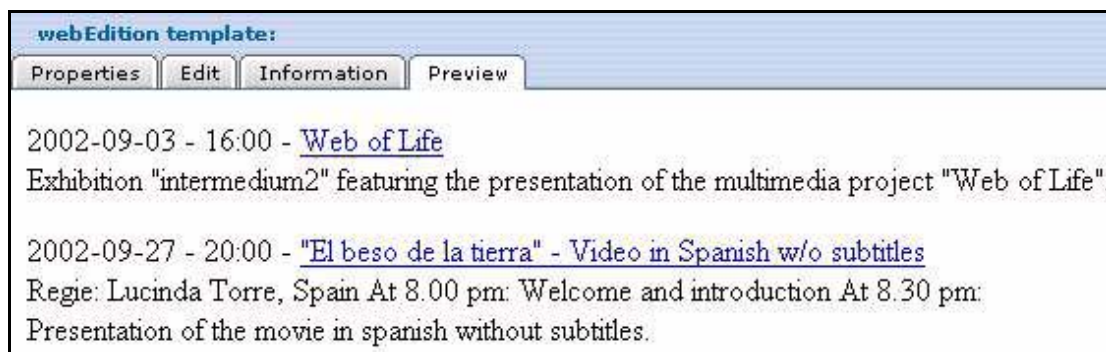 webEdition template:
Properties Edit Information Preview
2002-09-03 - 16:00 - Web of Life
Exhibition "intermedium2" featuring the presentation of the multimedia project "Web of Life"
2002-09-27 - 20:00 - "El beso de la tierra" - Video in Spanish w/o subtitles
Regie: Lucinda Torre, Spain At 8.00 pm: Welcome and introduction At 8.30 pm:
Presentation of the movie in spanish without subtitles.